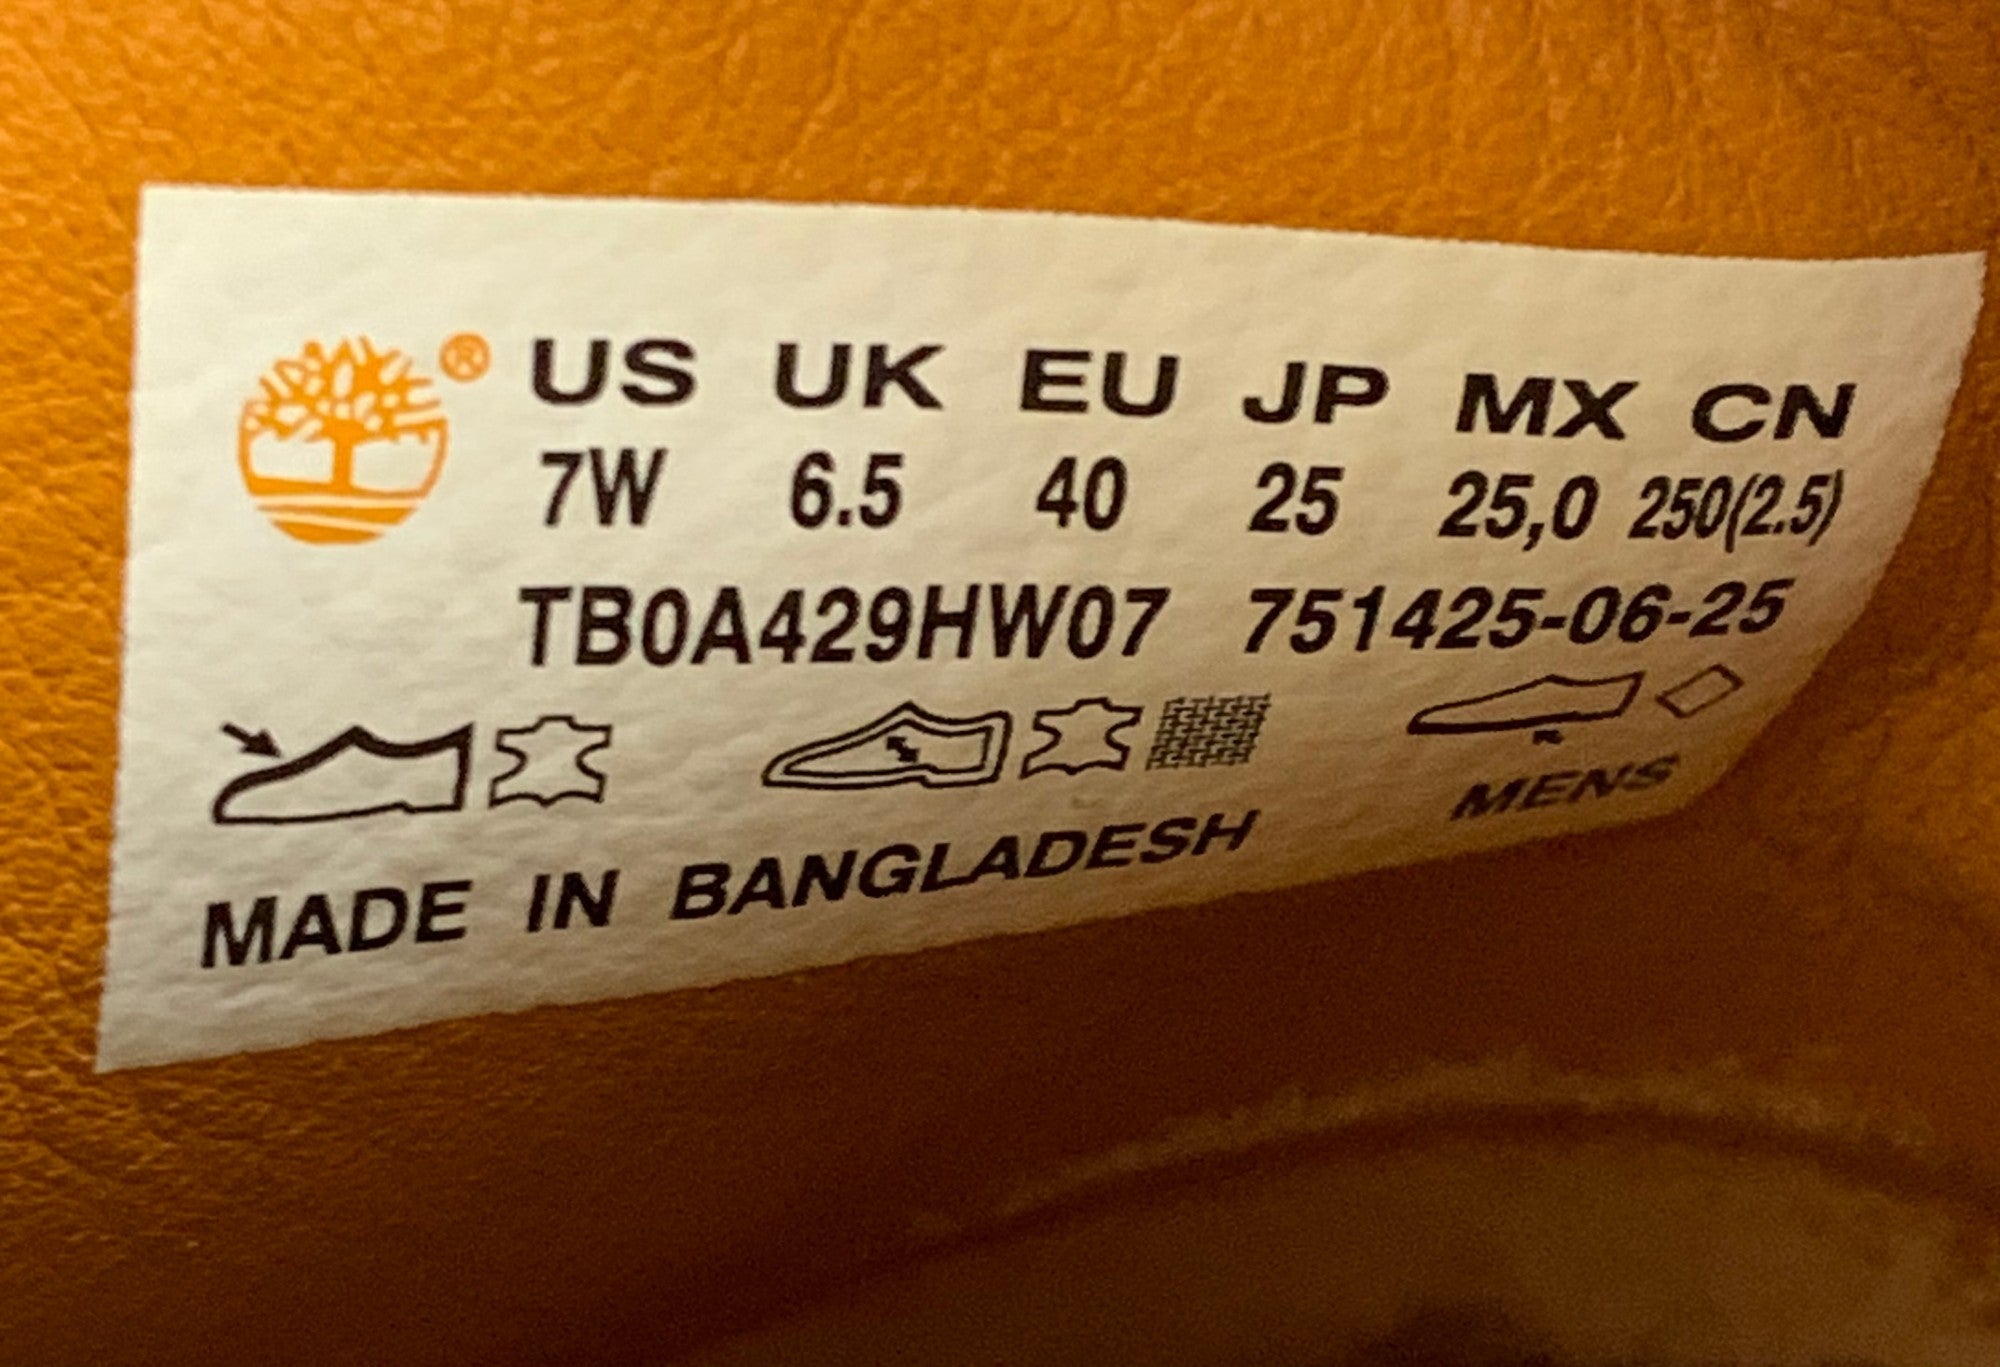 ® US UK EU JP MX CN
7W 6.5 40 25 25,0 250(2.5)
TB0A429HW07 751425-06-25
MENS
MADE IN BANGLADESH